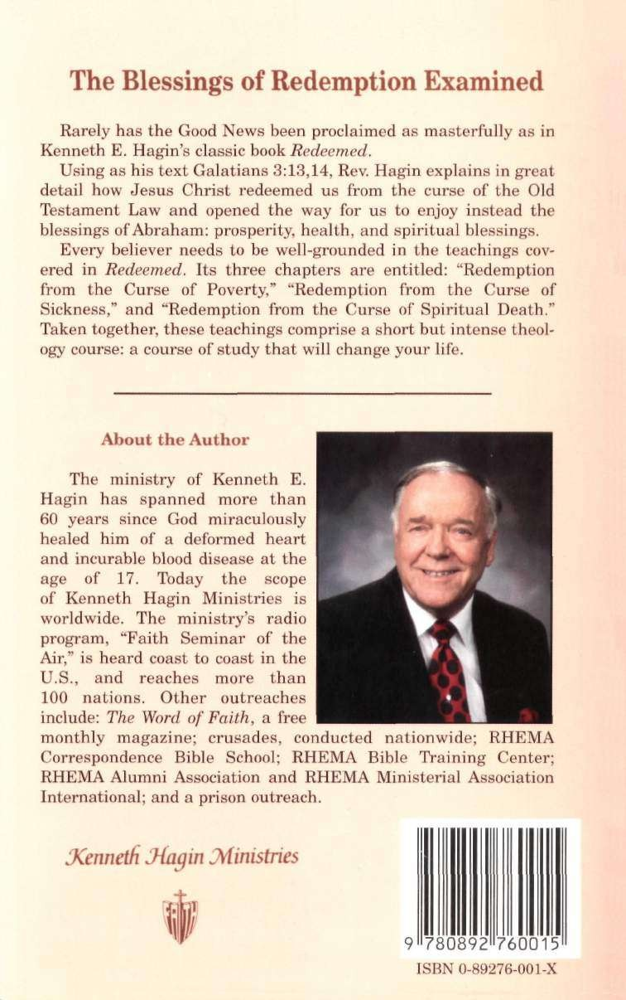 The Blessings of Redemption Examined
Rarely has the Good News been proclaimed as masterfully as in
Kenneth E. Hagin's classic book Redeemed.
Using as his text Galatians 3:13,14, Rev. Hagin explains in great
detail how Jesus Christ redeemed us from the curse of the Old
Testament Law and opened the way for us to enjoy instead the
blessings of Abraham: prosperity, health, and spiritual blessings.
Every believer needs to be well-grounded in the teachings cov-
ered in Redeemed. Its three chapters are entitled: “Redemption
from the Curse of Poverty,” “Redemption from the Curse of
Sickness,” and “Redemption from the Curse of Spiritual Death.”
Taken together, these teachings comprise a short but intense theol-
ogy course: a course of study that will change your life.
About the Author
The ministry of Kenneth E.
Hagin has spanned more than
60 years since God miraculously
healed him of a deformed heart
and incurable blood disease at the
age of 17. Today the scope
of Kenneth Hagin Ministries is
worldwide. The ministry's radio
program, “Faith Seminar of the
Air,” is heard coast to coast in the
U.S., and reaches more than
100 nations. Other outreaches
include: The Word of Faith, a free
monthly magazine; crusades, conducted nationwide; RHEMA
Correspondence Bible School; RHEMA Bible Training Center;
RHEMA Alumni Association and RHEMA Ministerial Association
International; and a prison outreach.
Kenneth Hagin Ministries
FAITH
9 780892 760015
ISBN 0-89276-001-X